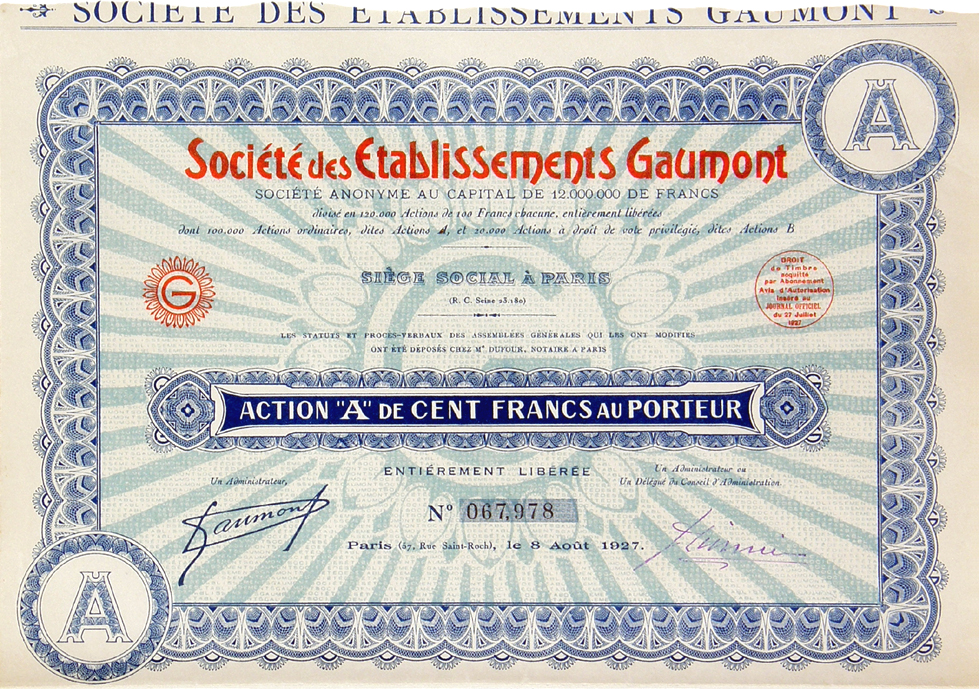 SOCIÉTÉ DES ETABLISSEMENTS GAUMONT
A
Société des Etablissements Gaumont
SOCIÉTÉ ANONYME AU CAPITAL DE 12.000.000 DE FRANCS
divisé en 120.000 Actions de 100 Francs chacune, entièrement libérées
dont 100.000 Actions ordinaires, dites Actions A, et 20.000 Actions à droit de vote privilégié, dites Actions B
SIÈGE SOCIAL À PARIS
(R. C. Seine 23.180)
G
DROIT
de Timbre
acquitté
par Abonnement
Avis d'Autorisation
inséré au
JOURNAL OFFICIEL
du 27 Juillet
1927
LES STATUTS ET PROCÈS-VERBAUX DES ASSEMBLÉES GÉNÉRALES QUI LES ONT MODIFIÉS
ONT ÉTÉ DÉPOSÉS CHEZ Me DUFOUR, NOTAIRE A PARIS
ACTION "A" DE CENT FRANCS AU PORTEUR
ENTIÈREMENT LIBÉRÉE
Un Administrateur,
Un Administrateur ou
Un Délégué du Conseil d'Administration.
Gaumont
No 067,978
Paris (57, Rue Saint-Roch), le 8 Août 1927.
A